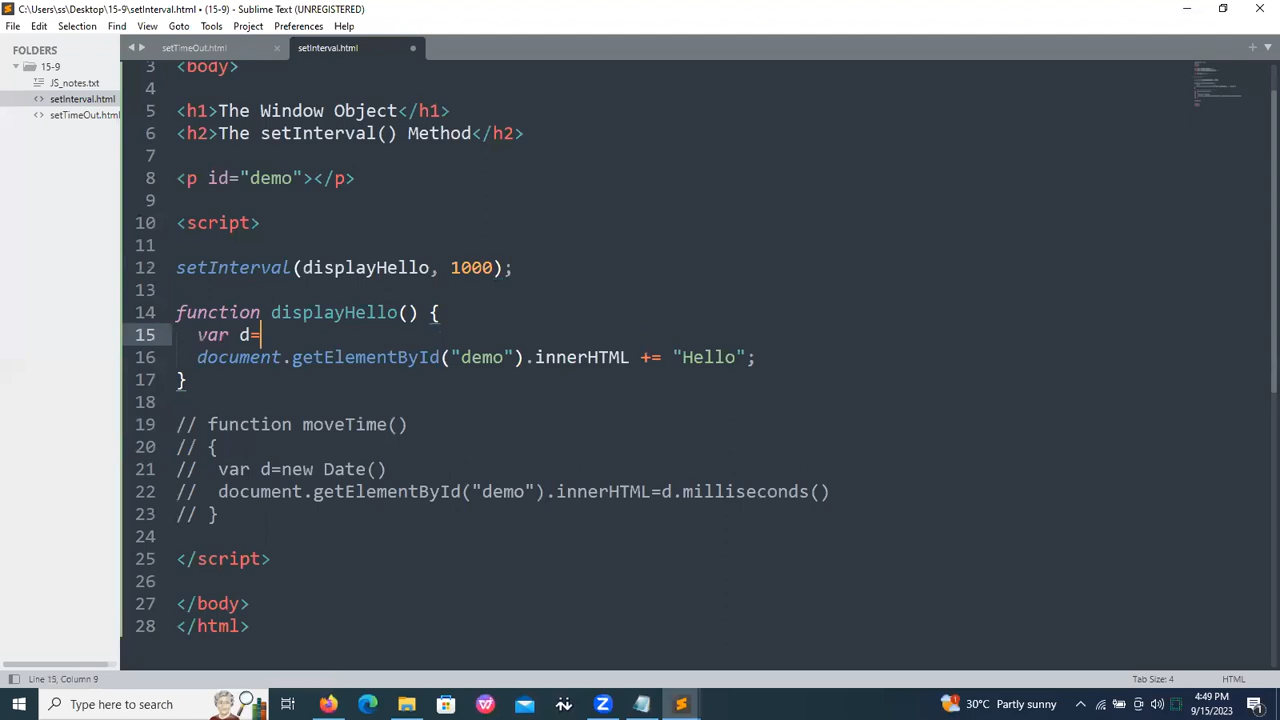 C:\Users\ss\Desktop\15-9\setInterval.html • (15-9) - Sublime Text (UNREGISTERED)
File Edit Selection Find View Goto Tools Project Preferences Help
FOLDERS
15-9
JS_notes.txt
setInterval.html
setTimeOut.html
setTimeOut.html setInterval.html
3 <body>
4
5 <h1>The Window Object</h1>
6 <h2>The setInterval() Method</h2>
7
8 <p id="demo"></p>
9
10 <script>
11
12 setInterval(displayHello, 1000);
13
14 function displayHello() {
15 var d=
16 document.getElementById("demo").innerHTML += "Hello";
17 }
18
19 // function moveTime()
20 // {
21 // var d=new Date()
22 // document.getElementById("demo").innerHTML=d.milliseconds()
23 // }
24
25 </script>
26
27 </body>
28 </html>
Line 15, Column 9 Tab Size: 4 HTML
Type here to search 30°C Partly sunny 4:49 PM
9/15/2023